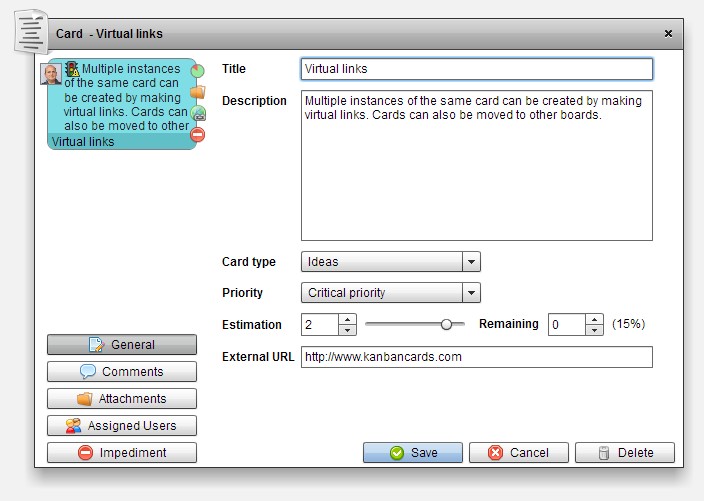 Card - Virtual links
Multiple instances
of the same card can
be created by making
virtual links. Cards can
also be moved to other
Virtual links
Title
Virtual links
Description
Multiple instances of the same card can be created by making
virtual links. Cards can also be moved to other boards.
Card type
Ideas
Priority
Critical priority
Estimation
2
Remaining
0
(15%)
External URL
http://www.kanbancards.com
General
Comments
Attachments
Assigned Users
Impediment
Save
Cancel
Delete